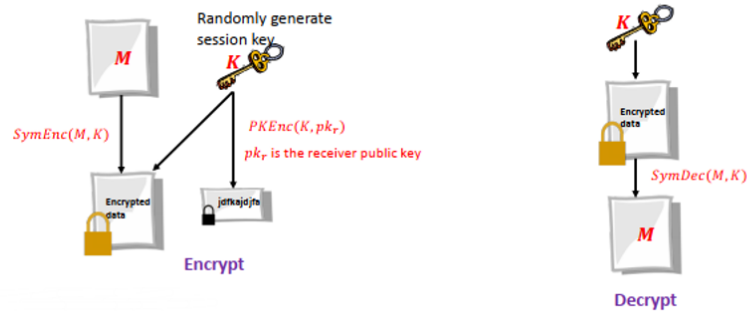 Randomly generate
session key
K
M
SymEnc(M, K)
PKEnc(K, pkᵣ)
pkᵣ is the receiver public key
Encrypted
data
jdfkajdjfa
Encrypt
K
Encrypted
data
SymDec(M, K)
M
Decrypt